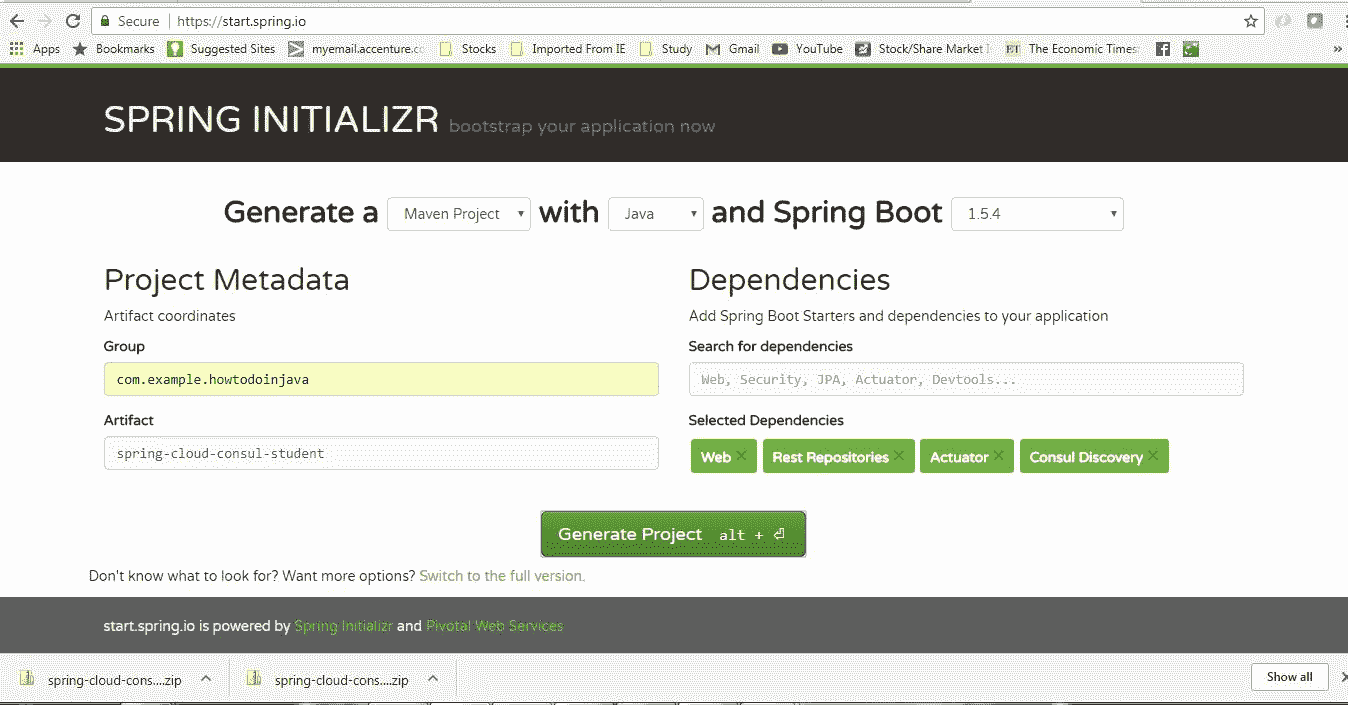 Secure https://start.spring.io
Apps Bookmarks Suggested Sites myemail.accenture.co Stocks Imported From IE Study Gmail YouTube Stock/Share Market ET The Economic Times »
SPRING INITIALIZR bootstrap your application now
Generate a Maven Project with Java and Spring Boot 1.5.4
Project Metadata
Artifact coordinates
Group
com.example.howtodoinjava
Artifact
spring-cloud-consul-student
Dependencies
Add Spring Boot Starters and dependencies to your application
Search for dependencies
Web, Security, JPA, Actuator, Devtools...
Selected Dependencies
Web × Rest Repositories × Actuator × Consul Discovery ×
Generate Project alt + ⏎
Don't know what to look for? Want more options? Switch to the full version.
start.spring.io is powered by Spring Initializr and Pivotal Web Services
spring-cloud-cons....zip spring-cloud-cons....zip Show all